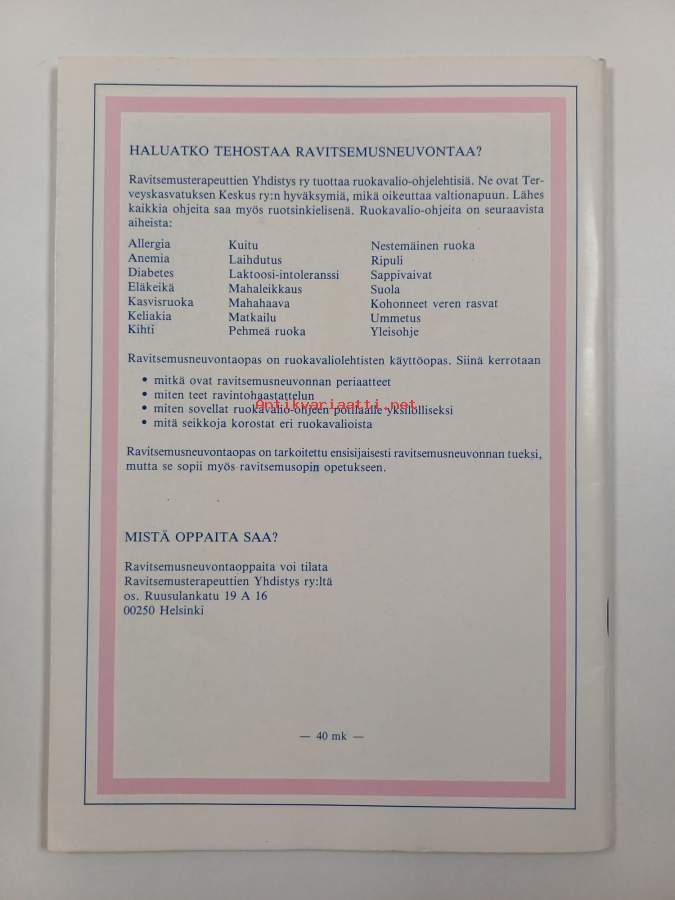 HALUATKO TEHOSTAA RAVITSEMUSNEUVONTAA?
Ravitsemusterapeuttien Yhdistys ry tuottaa ruokavalio-ohjelehtisiä. Ne ovat Ter-
veyskasvatuksen Keskus ry:n hyväksymiä, mikä oikeuttaa valtionapuun. Lähes
kaikkia ohjeita saa myös ruotsinkielisenä. Ruokavalio-ohjeita on seuraavista
aiheista:
Allergia Kuitu Nestemäinen ruoka
Anemia Laihdutus Ripuli
Diabetes Laktoosi-intoleranssi Sappivaivat
Eläkeikä Mahaleikkaus Suola
Kasvisruoka Mahahaava Kohonneet veren rasvat
Keliakia Matkailu Ummetus
Kihti Pehmeä ruoka Yleisohje
Ravitsemusneuvontaopas on ruokavaliolehtisten käyttöopas. Siinä kerrotaan
• mitkä ovat ravitsemusneuvonnan periaatteet
• miten teet ravintohaastattelun
Antikvariaatti.net
• miten sovellat ruokavalio-ohjeen potilaalle yksilölliseksi
• mitä seikkoja korostat eri ruokavalioista
Ravitsemusneuvontaopas on tarkoitettu ensisijaisesti ravitsemusneuvonnan tueksi,
mutta se sopii myös ravitsemusopin opetukseen.
MISTÄ OPPAITA SAA?
Ravitsemusneuvontaoppaita voi tilata
Ravitsemusterapeuttien Yhdistys ry:ltä
os. Ruusulankatu 19 A 16
00250 Helsinki
— 40 mk —